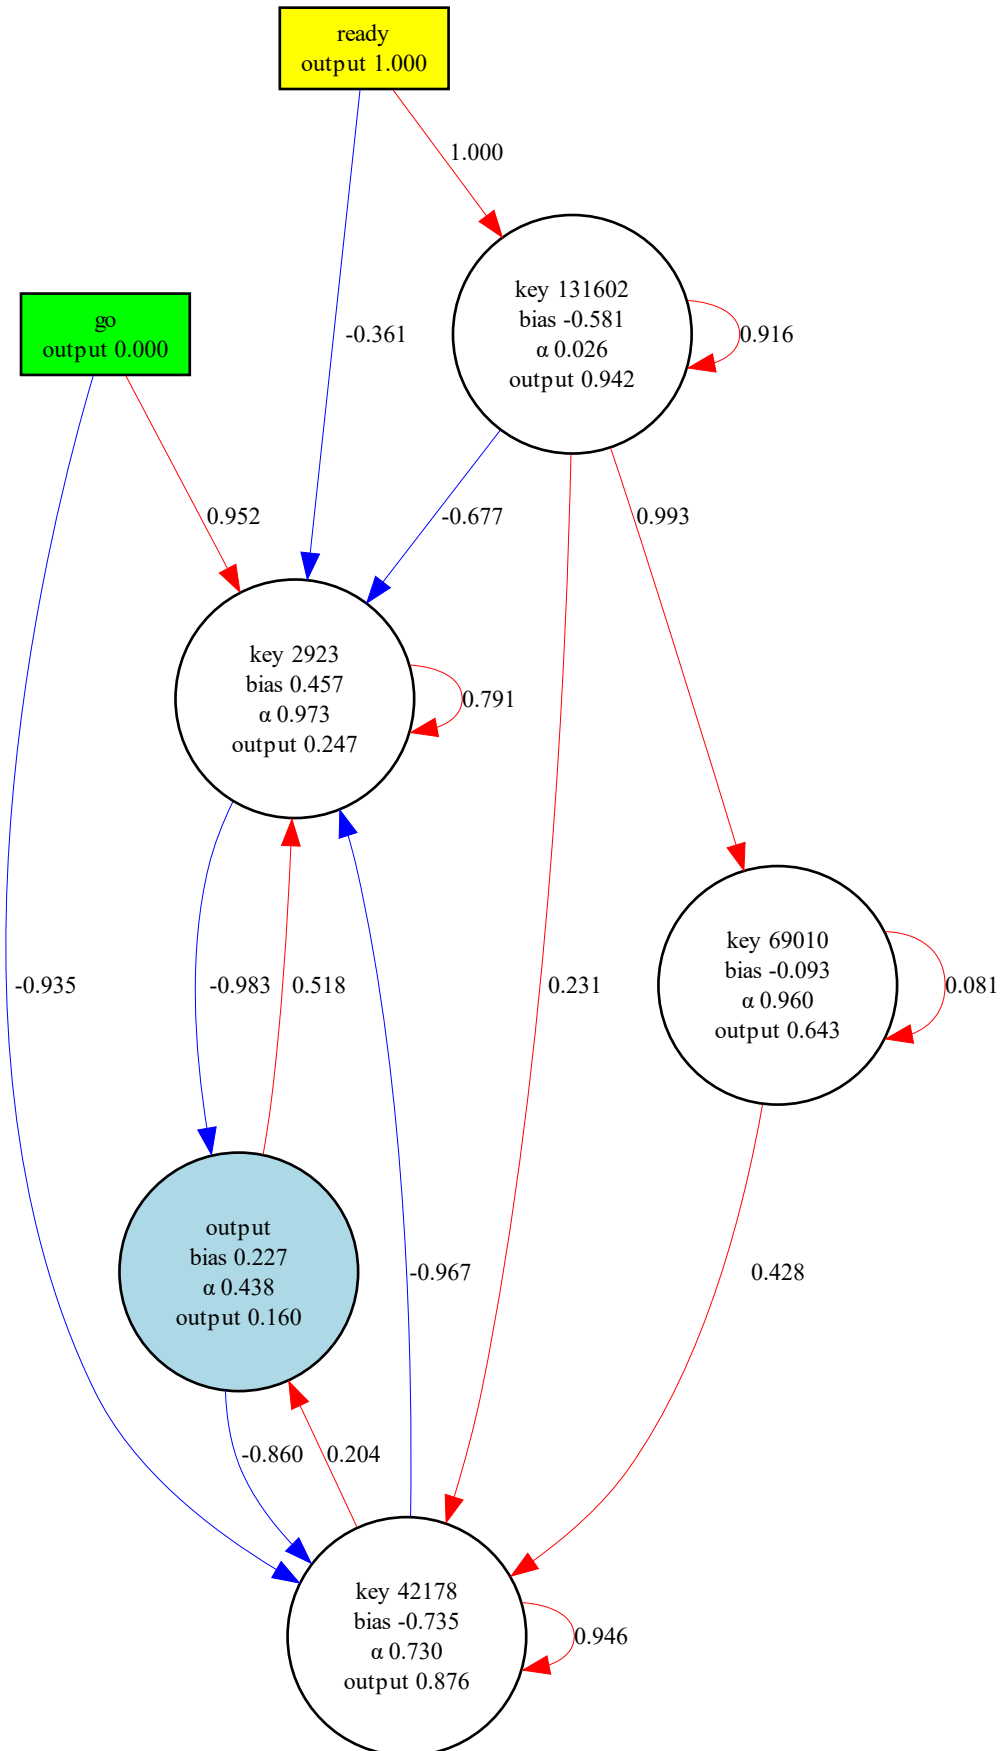 ready
output 1.000
1.000
key 131602
bias -0.581
α 0.026
output 0.942
0.916
-0.361
go
output 0.000
0.952
-0.677
0.993
key 2923
bias 0.457
α 0.973
output 0.247
0.791
key 69010
bias -0.093
α 0.960
output 0.643
0.081
-0.935
-0.983
0.518
0.231
output
bias 0.227
α 0.438
output 0.160
-0.967
0.428
-0.860
0.204
key 42178
bias -0.735
α 0.730
output 0.876
0.946